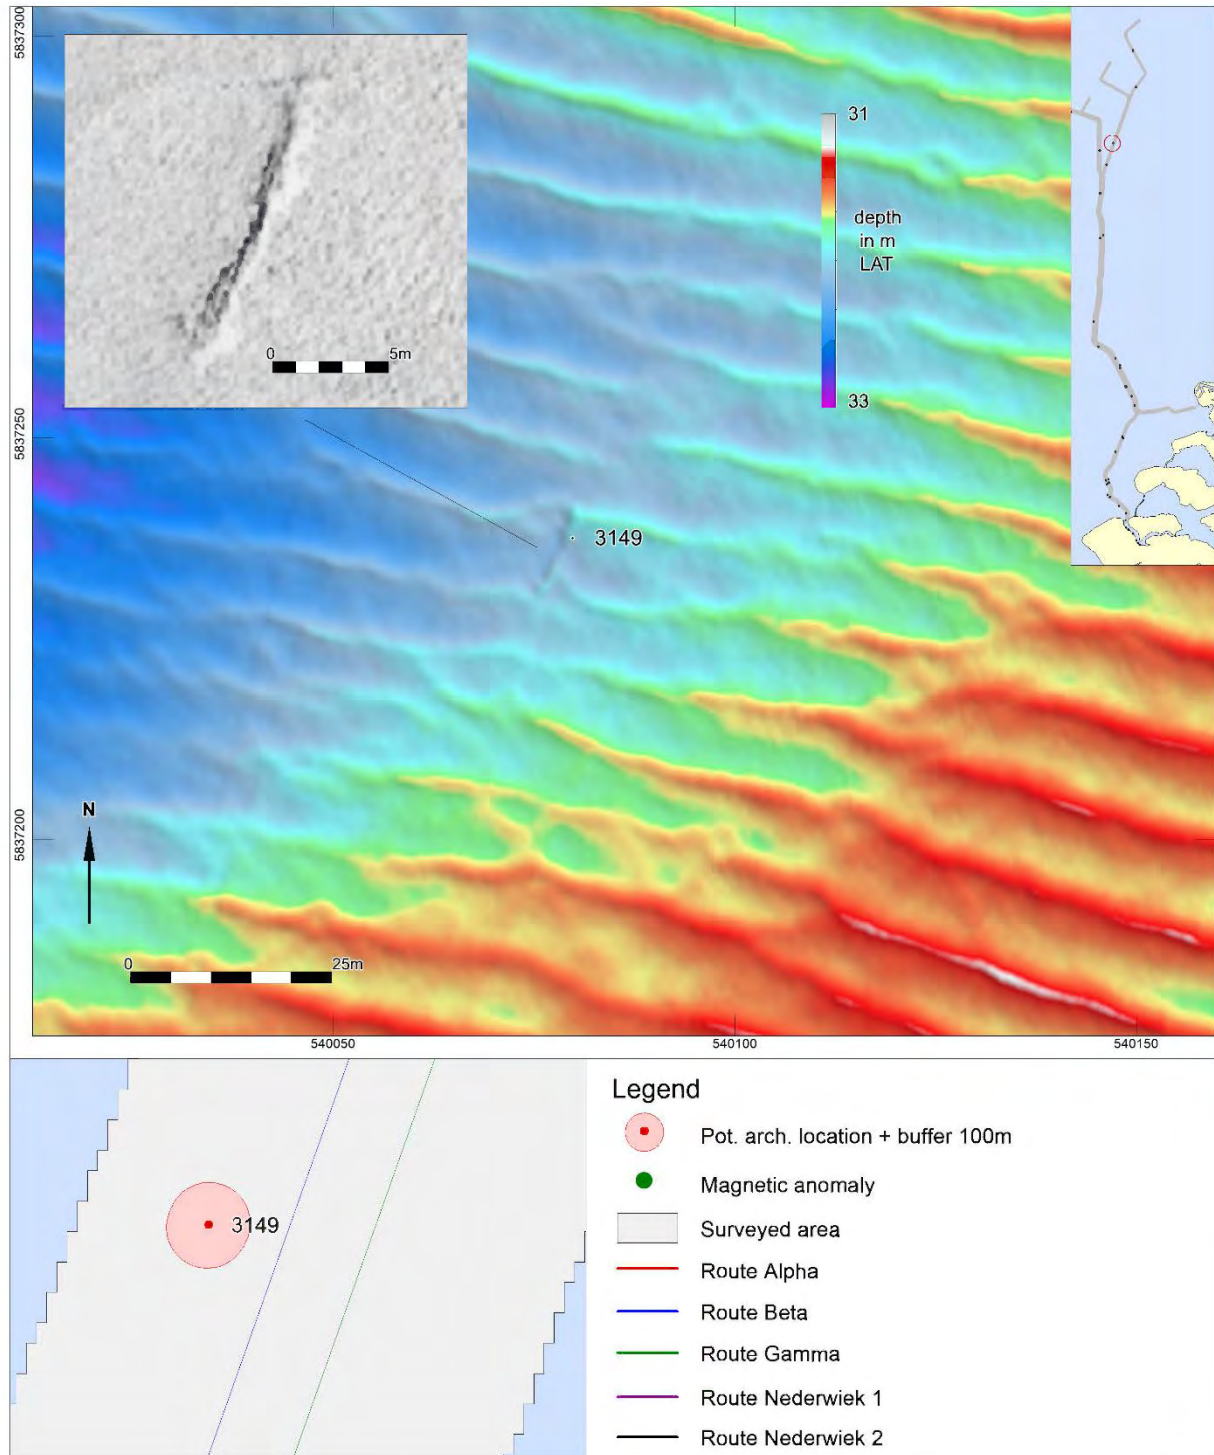 5837300
0
5m
31
depth
in m
LAT
33
5837250
3149
5837200
N
0
25m
540050
540100
540150
3149
Legend
Pot. arch. location + buffer 100m
Magnetic anomaly
Surveyed area
Route Alpha
Route Beta
Route Gamma
Route Nederwiek 1
Route Nederwiek 2